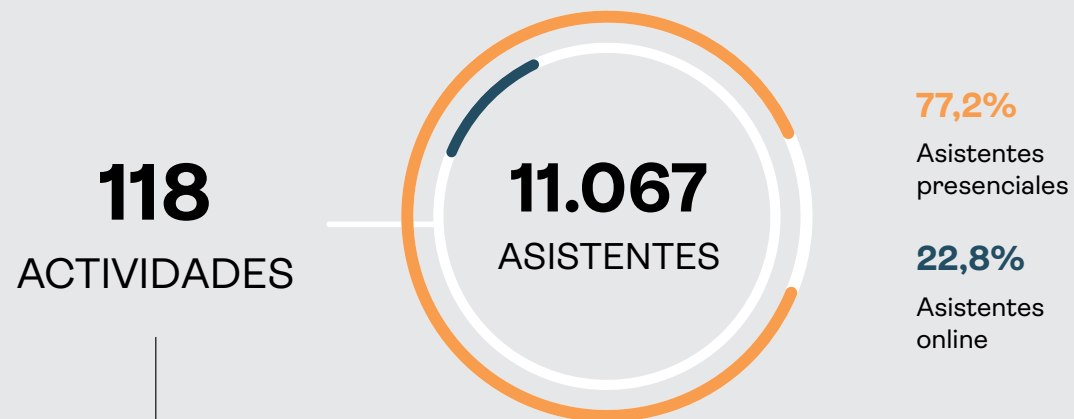 118
ACTIVIDADES
11.067
ASISTENTES
77,2%
Asistentes
presenciales
22,8%
Asistentes
online